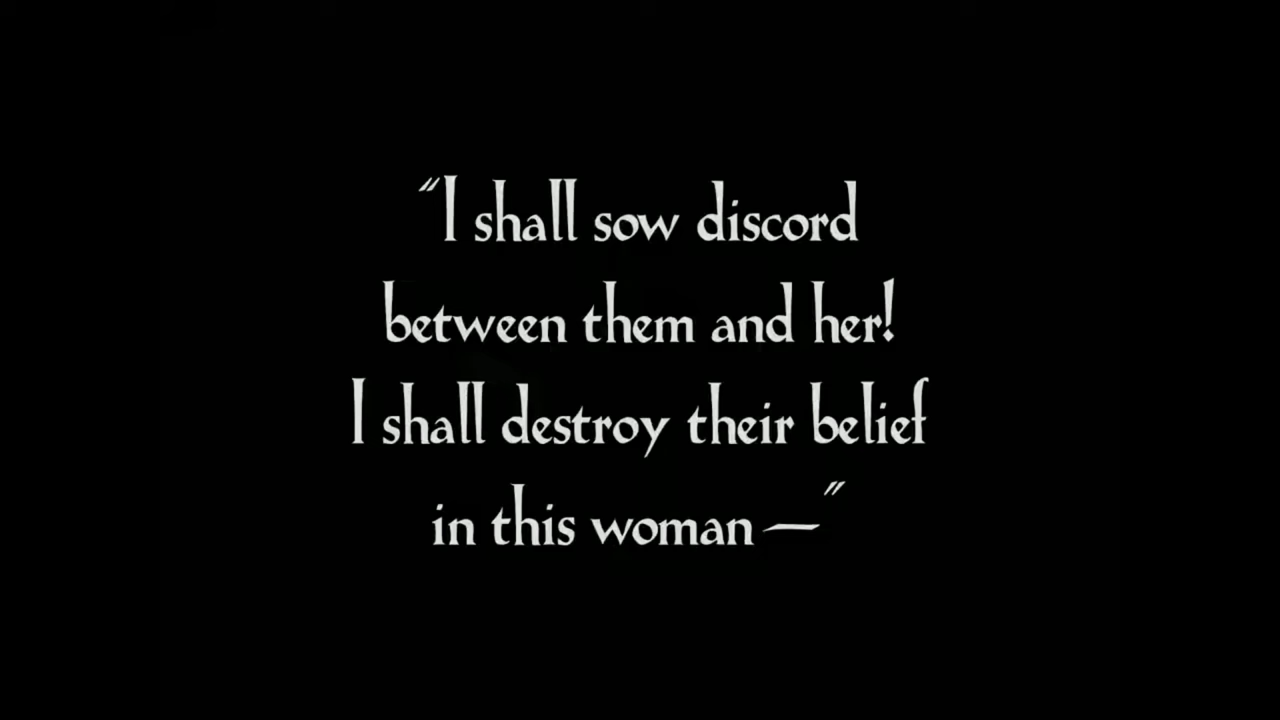 "I shall sow discord
between them and her!
I shall destroy their belief
in this woman—"